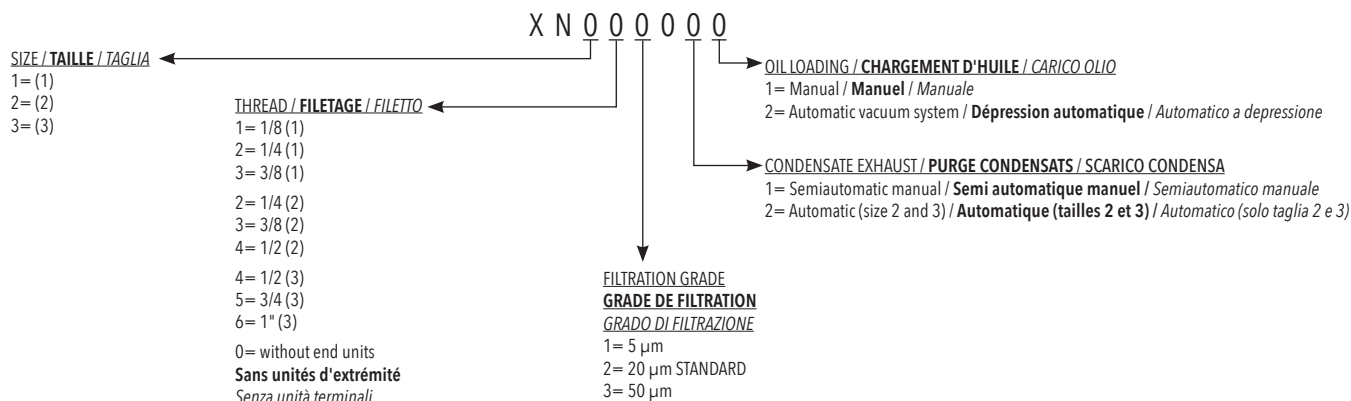 X N 0 0 0 0 0 0
SIZE / TAILLE / TAGLIA
1= (1)
2= (2)
3= (3)
THREAD / FILETAGE / FILETTO
1= 1/8 (1)
2= 1/4 (1)
3= 3/8 (1)
2= 1/4 (2)
3= 3/8 (2)
4= 1/2 (2)
4= 1/2 (3)
5= 3/4 (3)
6= 1" (3)
0= without end units
Sans unités d'extrémité
Senza unità terminali
FILTRATION GRADE
GRADE DE FILTRATION
GRADO DI FILTRAZIONE
1= 5 µm
2= 20 µm STANDARD
3= 50 µm
OIL LOADING / CHARGEMENT D'HUILE / CARICO OLIO
1= Manual / Manuel / Manuale
2= Automatic vacuum system / Dépression automatique / Automatico a depressione
CONDENSATE EXHAUST / PURGE CONDENSATS / SCARICO CONDENSA
1= Semiautomatic manual / Semi automatique manuel / Semiautomatico manuale
2= Automatic (size 2 and 3) / Automatique (tailles 2 et 3) / Automatico (solo taglia 2 e 3)